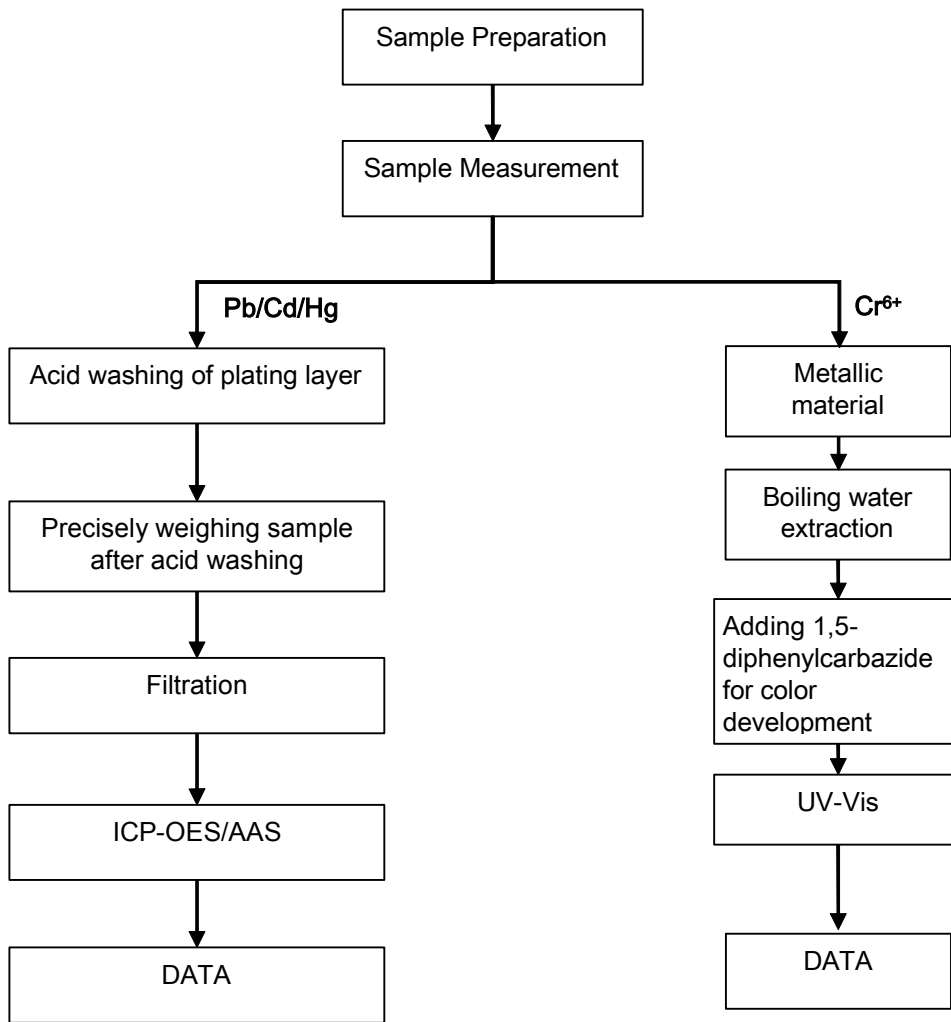 Sample Preparation
Sample Measurement
Pb/Cd/Hg
Cr⁶⁺
Acid washing of plating layer
Precisely weighing sample
after acid washing
Filtration
ICP-OES/AAS
DATA
Metallic
material
Boiling water
extraction
Adding 1,5-
diphenylcarbazide
for color
development
UV-Vis
DATA